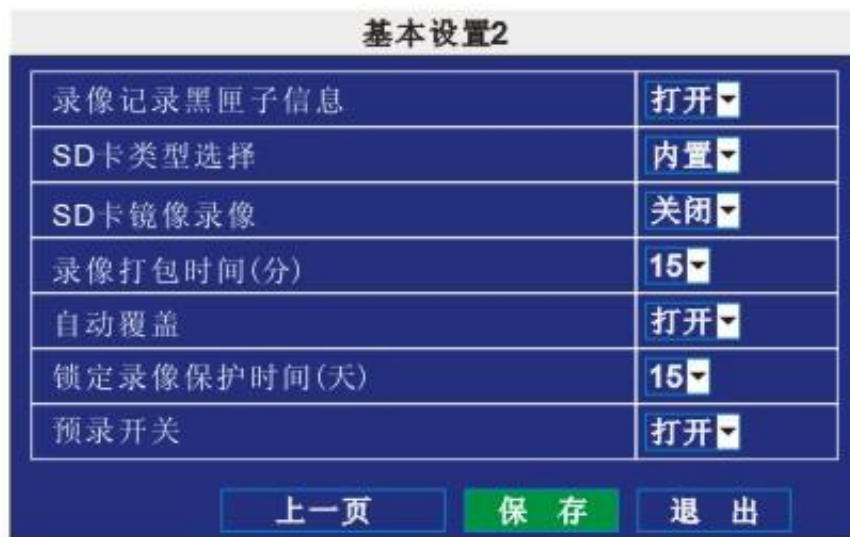 基本设置2
录像记录黑匣子信息 打开
SD卡类型选择 内置
SD卡镜像录像 关闭
录像打包时间(分) 15
自动覆盖 打开
锁定录像保护时间(天) 15
预录开关 打开
上一页 保 存 退 出